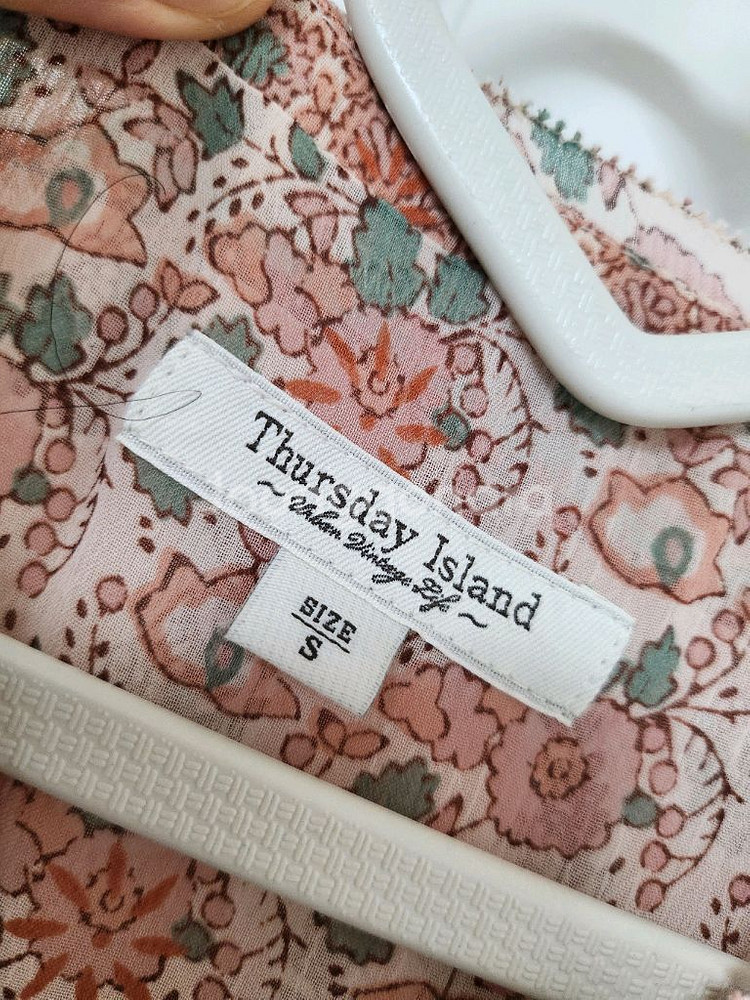 Thursday Island
~ Urban Vintage Life ~
SIZE
S